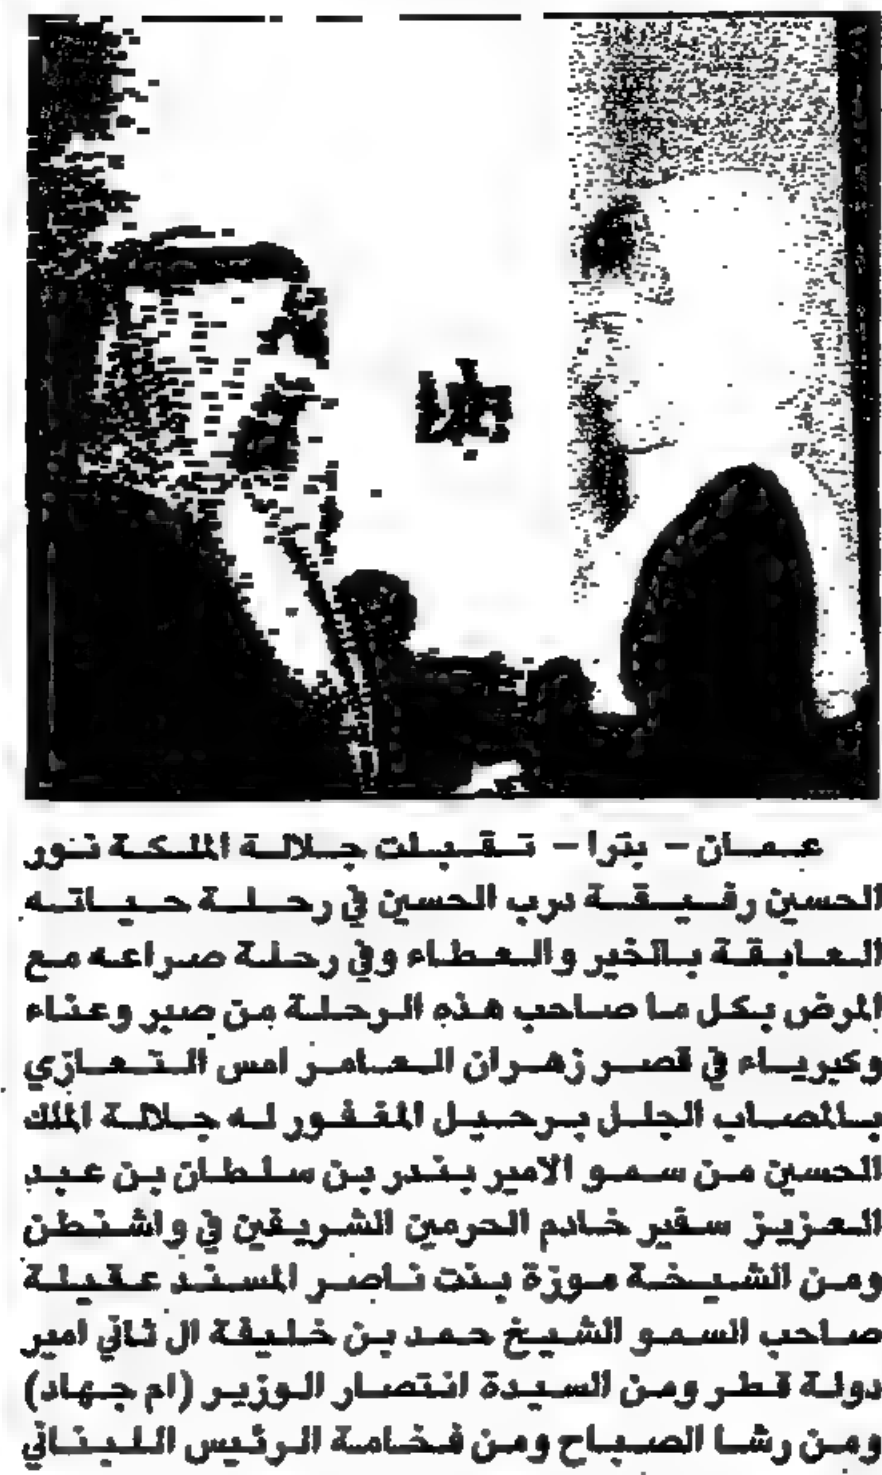 عمان - بترا - تقبلت جلالة الملكة نور
الحسين رفيقة درب الحسين في رحلة حياته
العابقة بالخير والعطاء وفي رحلة صراعه مع
المرض بكل ما صاحب هذه الرحلة من صبر وعناء
وكبرياء في قصر زهران العامر امس التعازي
بالمصاب الجلل برحيل المغفور له جلالة الملك
الحسين من سمو الامير بندر بن سلطان بن عبد
العزيز سفير خادم الحرمين الشريفين في واشنطن
ومن الشيخة موزة بنت ناصر المسند عقيلة
صاحب السمو الشيخ حمد بن خليفة ال ثاني امير
دولة قطر ومن السيدة انتصار الوزير (ام جهاد)
ومن رشا الصباح ومن فخامة الرئيس اللبناني